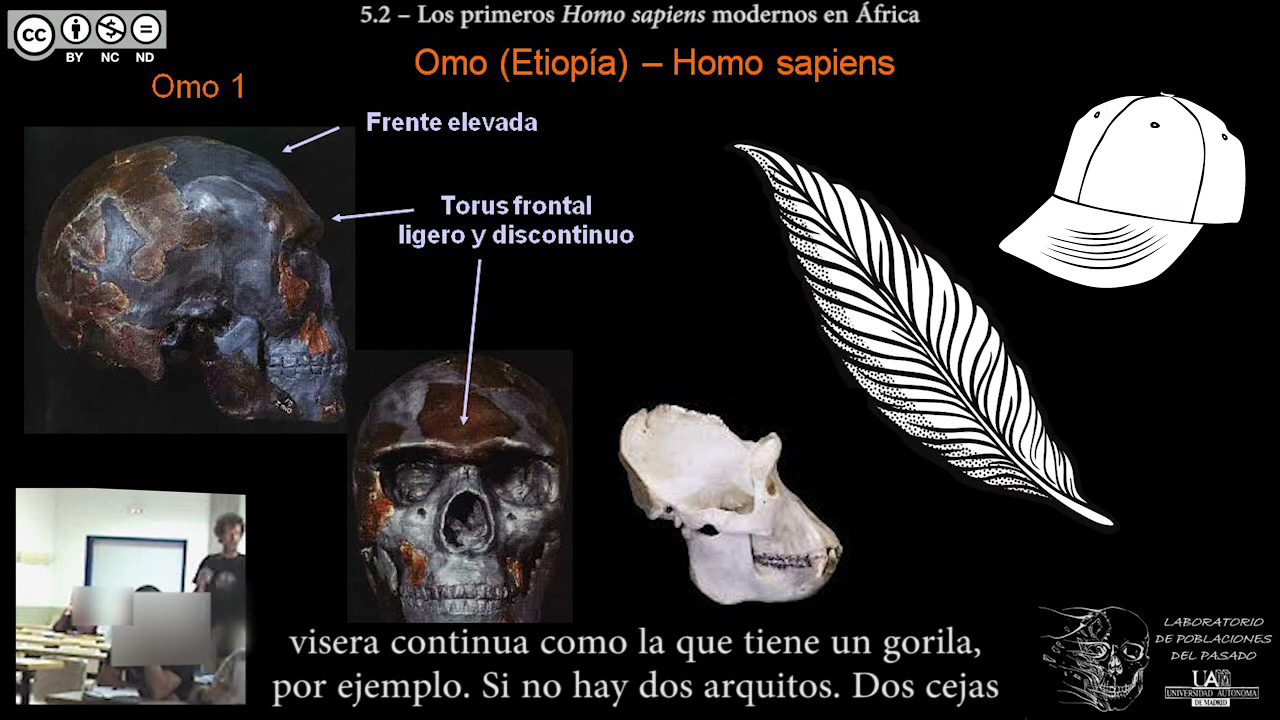 5.2 – Los primeros Homo sapiens modernos en África
cc
BY NC ND
Omo (Etiopía) – Homo sapiens
Omo 1
Frente elevada
Torus frontal
ligero y discontinuo
visera continua como la que tiene un gorila,
por ejemplo. Si no hay dos arquitos. Dos cejas
LABORATORIO
DE POBLACIONES
DEL PASADO
UAM
UNIVERSIDAD AUTONOMA
DE MADRID